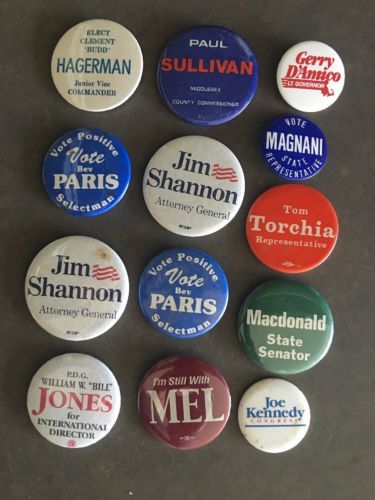 ELECT
CLEMENT
"BUDD"
HAGERMAN
Junior Vice
COMMANDER
PAUL
SULLIVAN
MIDDLESEX
COUNTY COMMISSIONER
Gerry
D'Amico
LT. GOVERNOR
Vote Positive
Vote
Bev
PARIS
Selectman
Jim
Shannon
Attorney General
VOTE
MAGNANI
STATE
REPRESENTATIVE
Tom
Torchia
Representative
Jim
Shannon
Attorney General
Vote Positive
Vote
Bev
PARIS
Selectman
Macdonald
State
Senator
P.D.G.
WILLIAM W. "BILL"
JONES
for
INTERNATIONAL
DIRECTOR
I'm Still With
MEL
Joe
Kennedy
CONGRESS